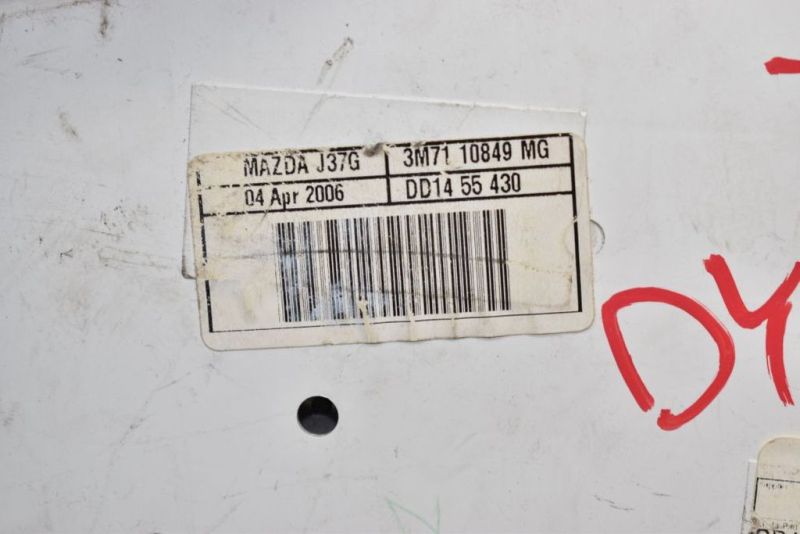 MAZDA J37G 3M71 10849 MG
04 Apr 2006 DD14 55 430
DY